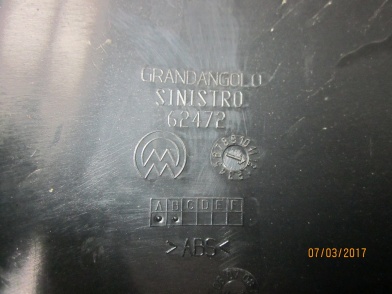 GRANDANGOLO
SINISTRO
62472
A B C D E F
>ABS<
07/03/2017